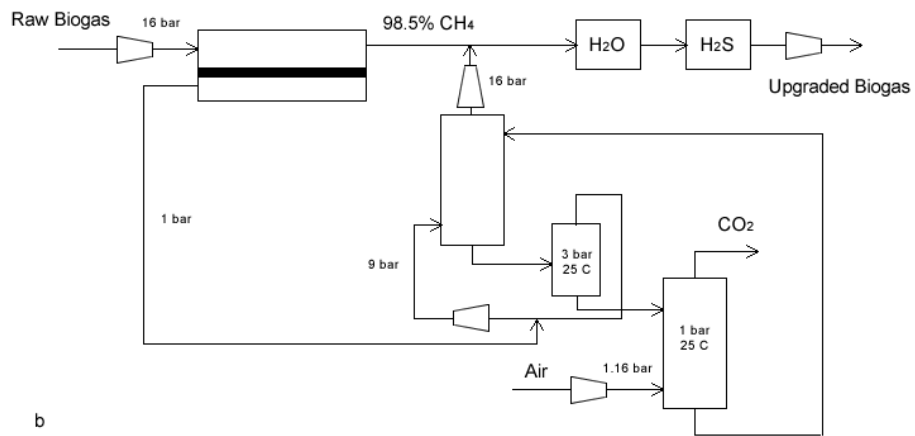 Raw Biogas
16 bar
98.5% CH4
H2O
H2S
16 bar
Upgraded Biogas
1 bar
CO2
9 bar
3 bar
25 C
1 bar
25 C
Air
1.16 bar
b